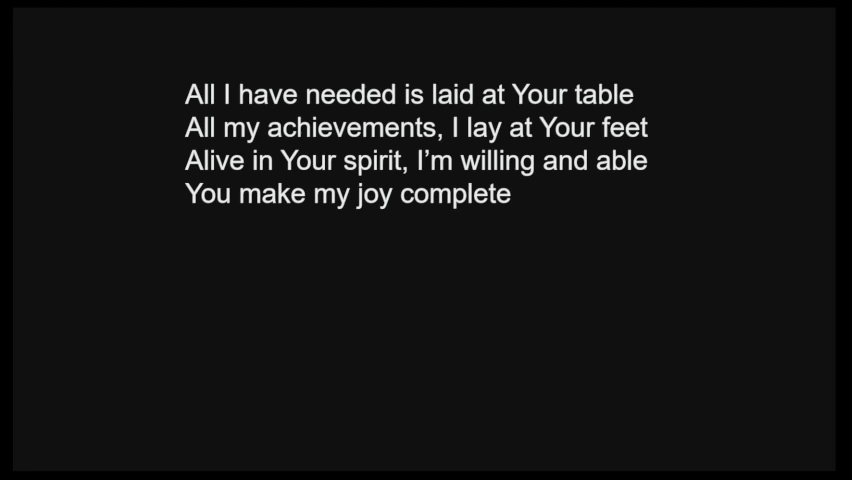 All I have needed is laid at Your table
All my achievements, I lay at Your feet
Alive in Your spirit, I’m willing and able
You make my joy complete